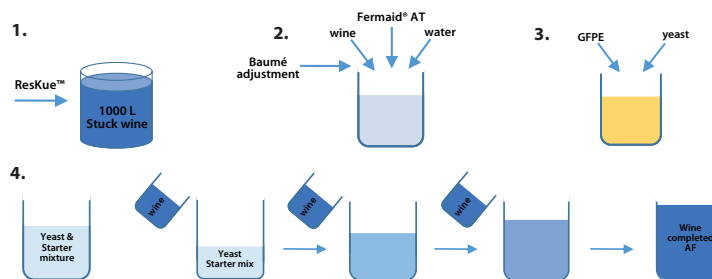 1.
ResKue™
1000 L
Stuck wine
2.
Fermaid® AT
wine
water
Baumé
adjustment
3.
GFPE
yeast
4.
Yeast &
Starter
mixture
wine
Yeast
Starter mix
wine
wine
Wine
completed
AF